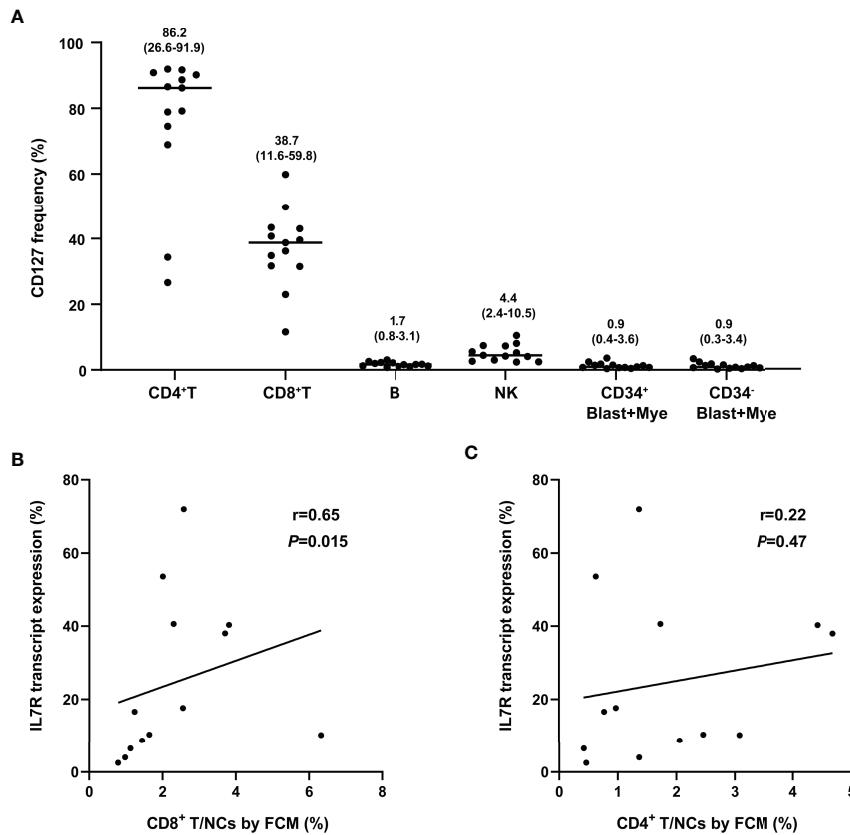 A
86.2
(26.6-91.9)
38.7
(11.6-59.8)
1.7
(0.8-3.1)
4.4
(2.4-10.5)
0.9
(0.4-3.6)
0.9
(0.3-3.4)
CD127 frequency (%)
100
80
60
40
20
0
CD4⁺T
CD8⁺T
B
NK
CD34⁺
Blast+Mye
CD34⁻
Blast+Mye
B
IL7R transcript expression (%)
80
60
40
20
0
r=0.65
P=0.015
0
2
4
6
8
CD8⁺ T/NCs by FCM (%)
C
IL7R transcript expression (%)
80
60
40
20
0
r=0.22
P=0.47
0
1
2
3
4
5
CD4⁺ T/NCs by FCM (%)